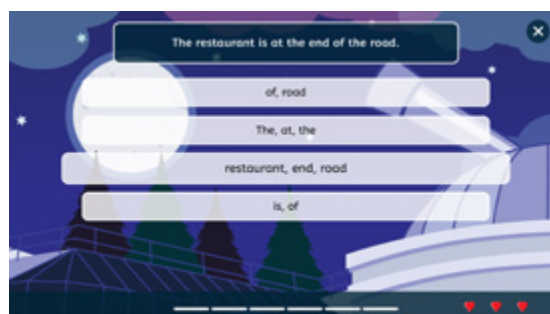 The restaurant is at the end of the road.
of, road
The, at, the
restaurant, end, road
is, of